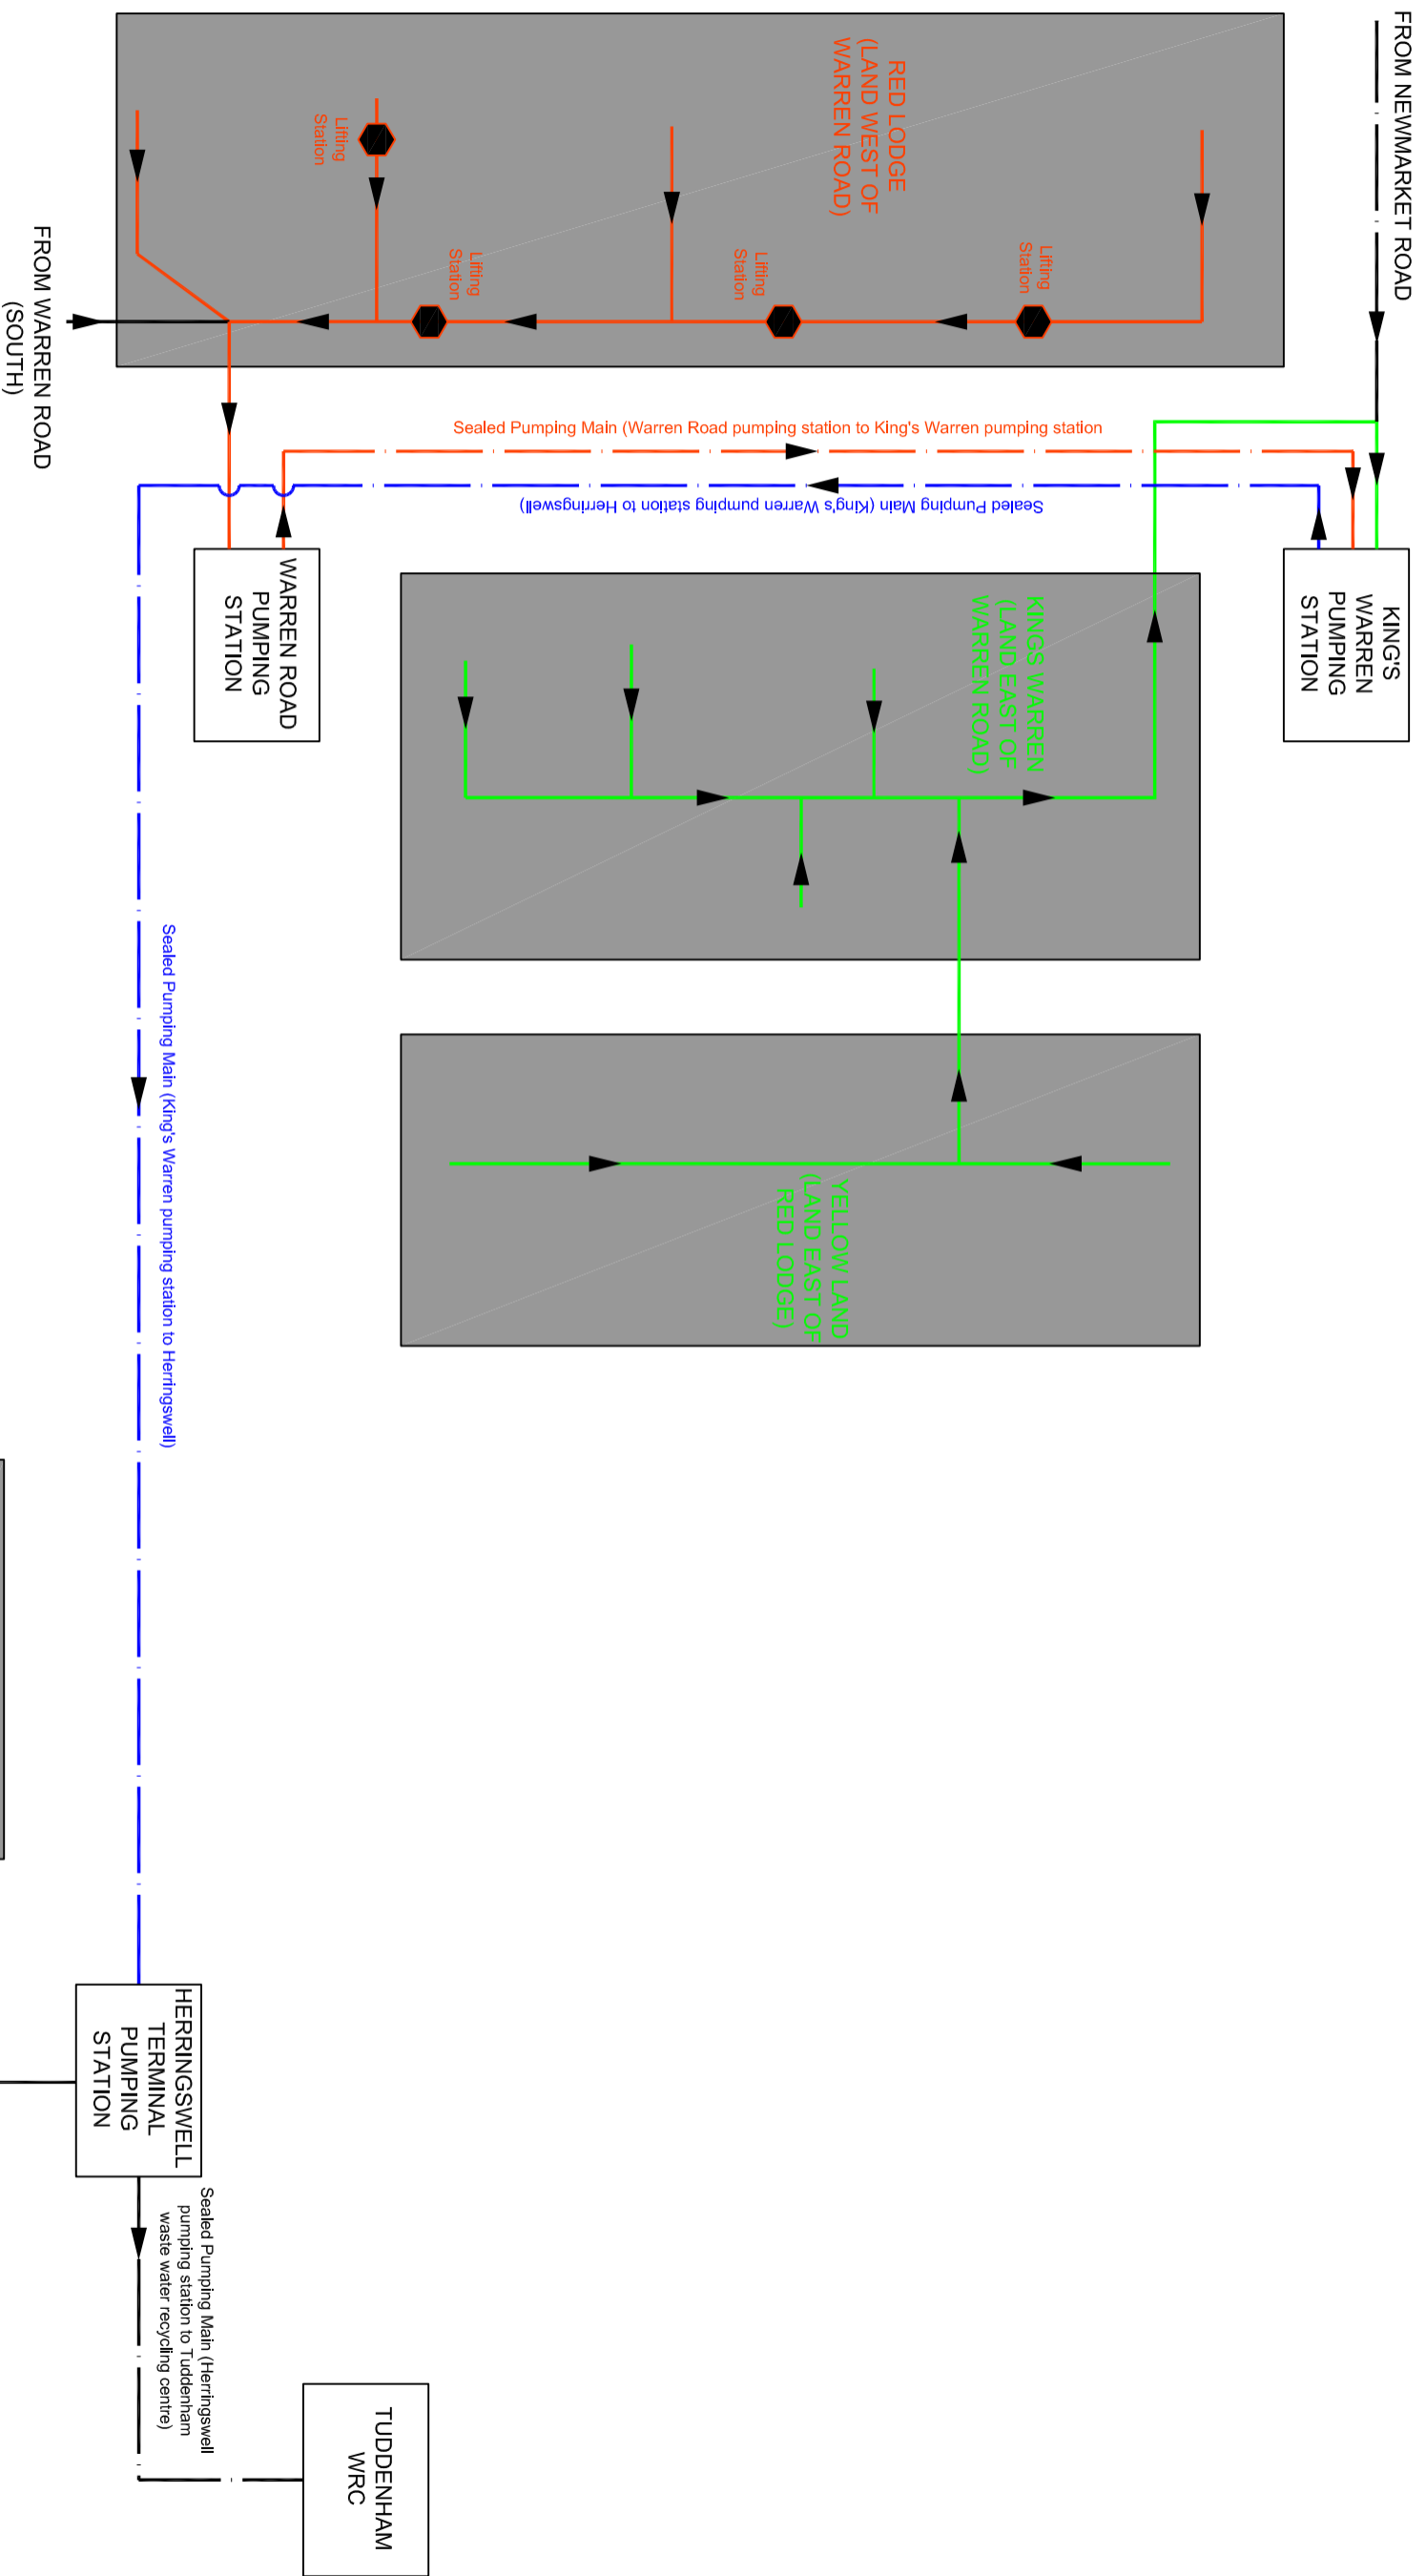 FROM NEWMARKET ROAD
RED LODGE
(LAND WEST OF
WARREN ROAD)
Lifting
Station
Lifting
Station
Lifting
Station
Lifting
Station
FROM WARREN ROAD
(SOUTH)
Sealed Pumping Main (Warren Road pumping station to King's Warren pumping station
Sealed Pumping Main (King's Warren pumping station to Herringswell)
KING'S
WARREN
PUMPING
STATION
WARREN ROAD
PUMPING
STATION
KINGS WARREN
(LAND EAST OF
WARREN ROAD)
YELLOW LAND
(LAND EAST OF
RED LODGE)
Sealed Pumping Main (King's Warren pumping station to Herringswell)
HERRINGSWELL
TERMINAL
PUMPING
STATION
Sealed Pumping Main (Herringswell
pumping station to Tuddenham
waste water recycling centre)
TUDDENHAM
WRC